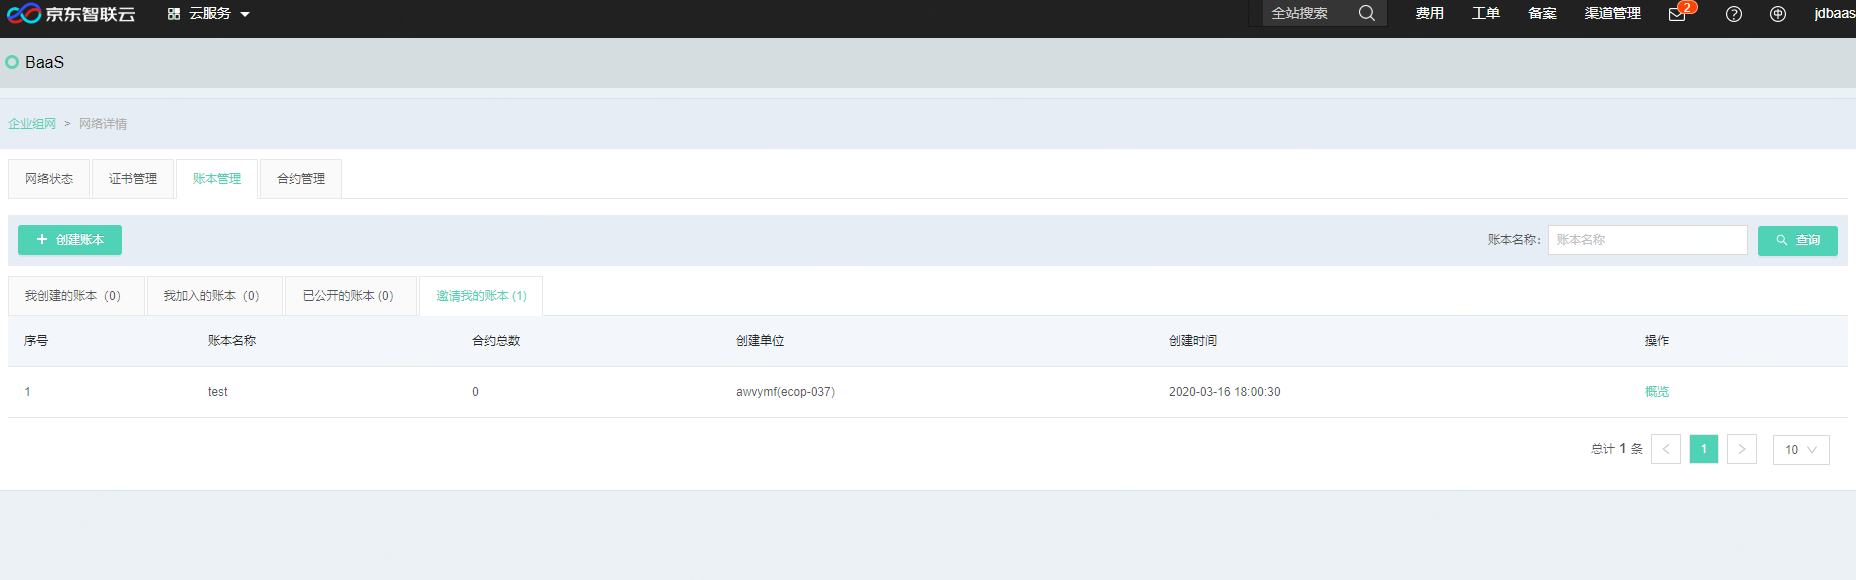 京东智联云 云服务 全站搜索 费用 工单 备案 渠道管理 2 jdbaas
BaaS
企业组网 > 网络详情
网络状态 证书管理 账本管理 合约管理
+ 创建账本 账本名称: 账本名称 查询
我创建的账本（0） 我加入的账本（0） 已公开的账本 (0) 邀请我的账本 (1)
序号 账本名称 合约总数 创建单位 创建时间 操作
1 test 0 awvymf(ecop-037) 2020-03-16 18:00:30 概览
总计 1 条 < 1 > 10